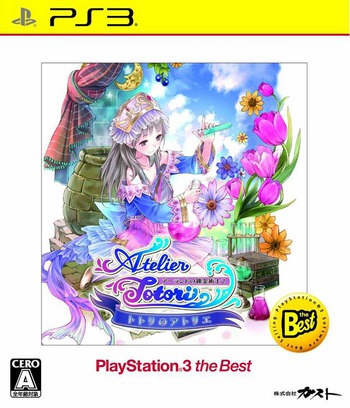 PS3
Atelier
アーランドの錬金術士2
Totori
トトリのアトリエ
the
Best
PlayStation®3 the Best
CERO
A
全年齢対象
株式会社ガスト